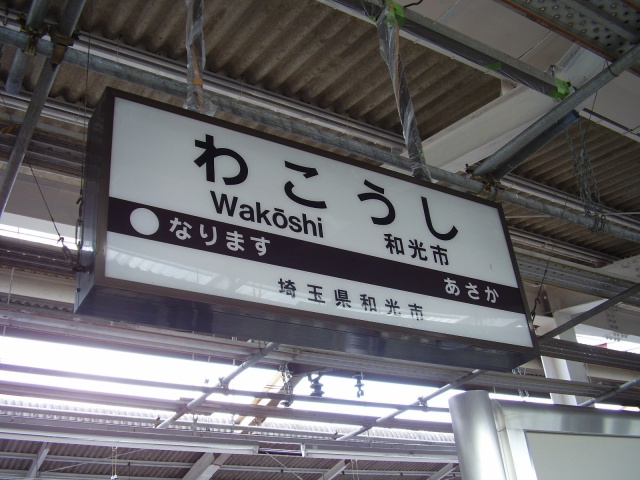 わこうし
Wakōshi 和光市
なります あさか
埼玉県和光市